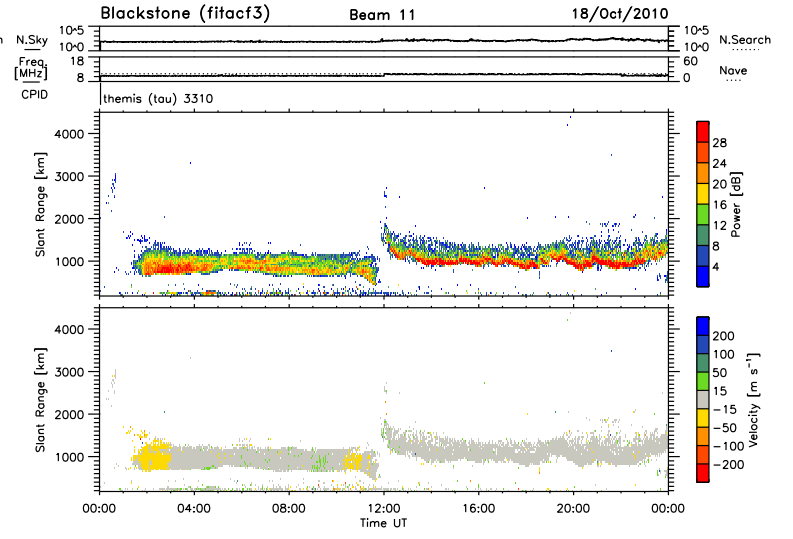 Blackstone (fitacf3) Beam 11 18/Oct/2010
N.Sky 10^5 10^5 N.Search
10^0 10^0
Freq. 18 60
[MHz] 8 0 Nave
CPID themis (tau) 3310
Slant Range [km]
4000
3000
2000
1000
Power [dB]
28
24
20
16
12
8
4
Slant Range [km]
4000
3000
2000
1000
Velocity [m s⁻¹]
200
100
50
15
-15
-50
-100
-200
00:00 04:00 08:00 12:00 16:00 20:00 00:00
Time UT